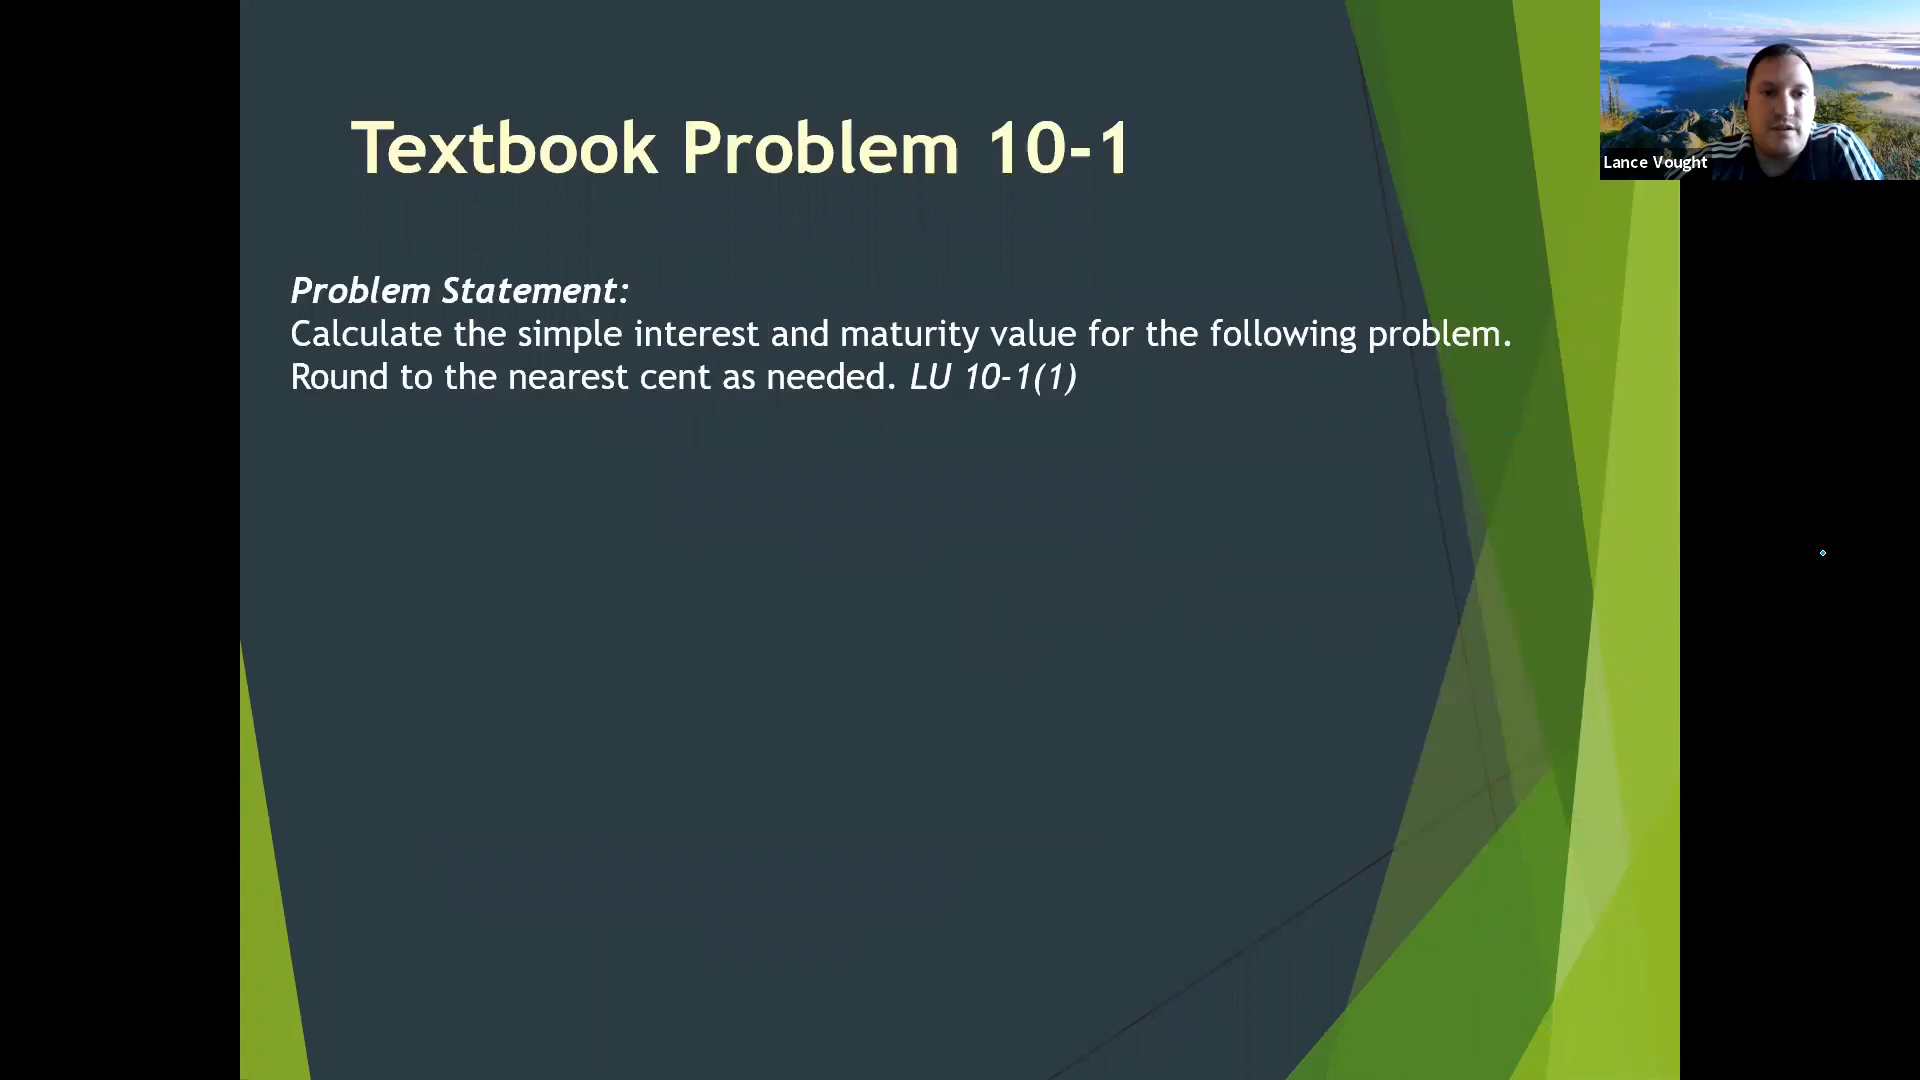 Textbook Problem 10-1
Lance Vought
Problem Statement:
Calculate the simple interest and maturity value for the following problem.
Round to the nearest cent as needed. LU 10-1(1)